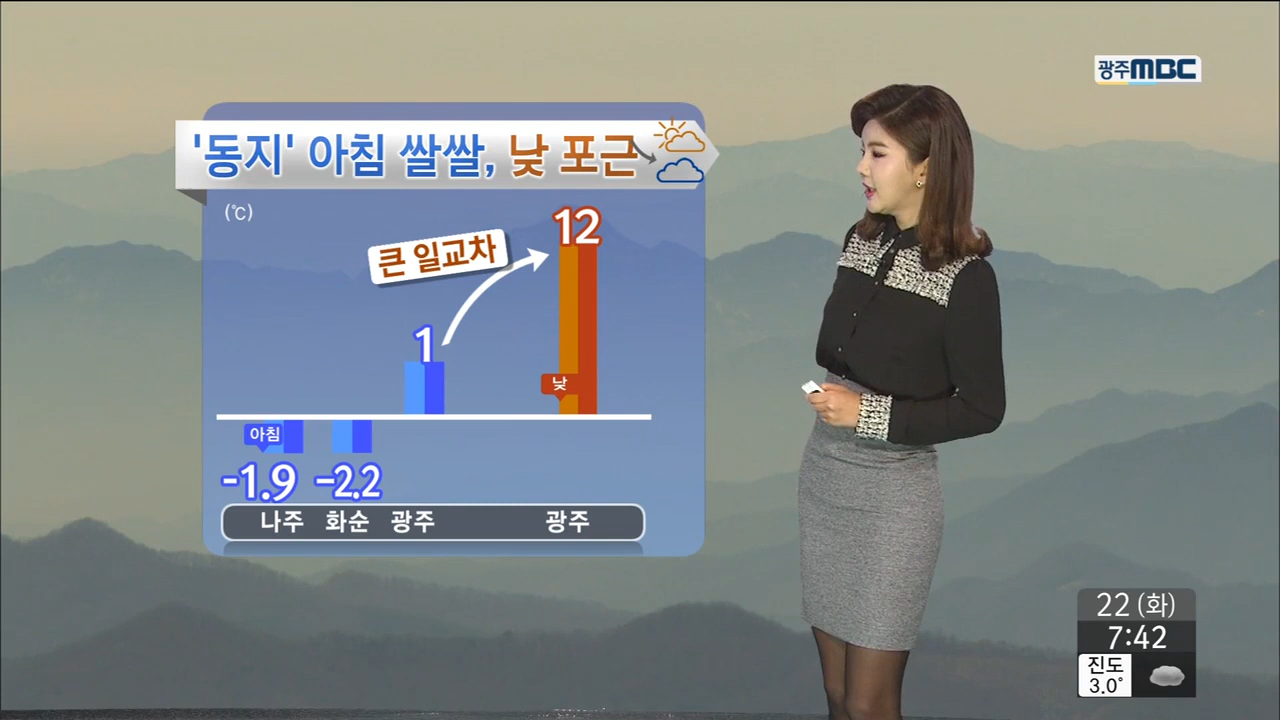 광주MBC
'동지' 아침 쌀쌀, 낮 포근
(℃)
큰 일교차
12
1
낮
아침
-1.9 -2.2
나주 화순 광주 광주
22 (화)
7:42
진도
3.0°